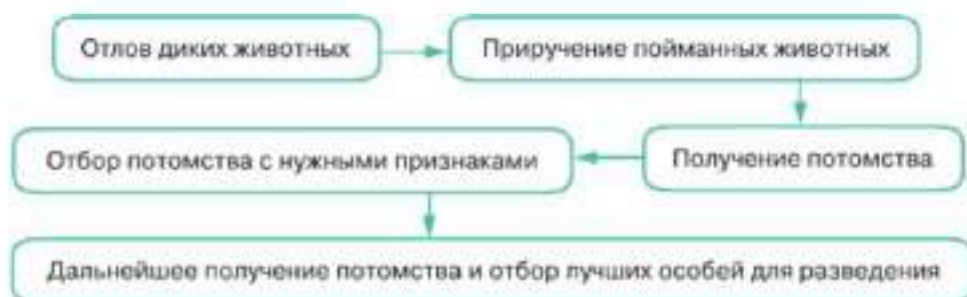 Отлов диких животных
Приручение пойманных животных
Получение потомства
Отбор потомства с нужными признаками
Дальнейшее получение потомства и отбор лучших особей для разведения